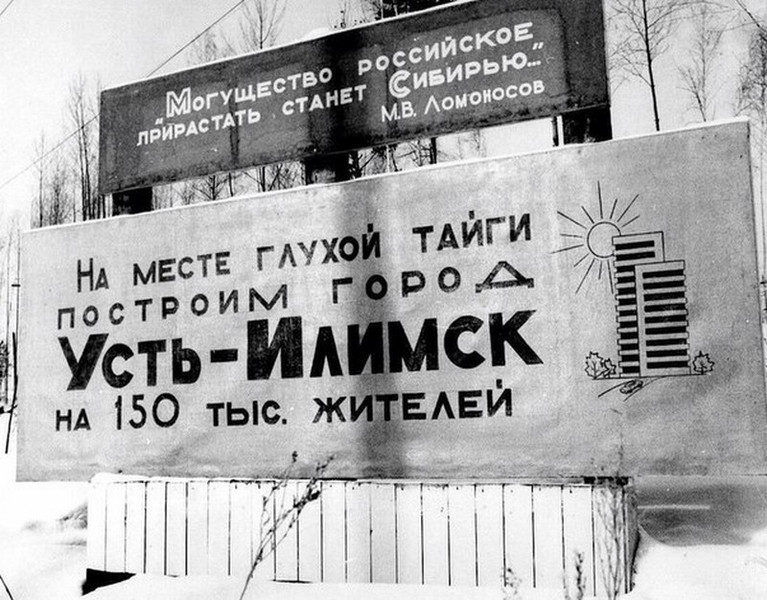 „Могущество российское
прирастать станет Сибирью...“
М.В. Ломоносов
На месте глухой тайги
построим город
Усть-Илимск
на 150 тыс. жителей